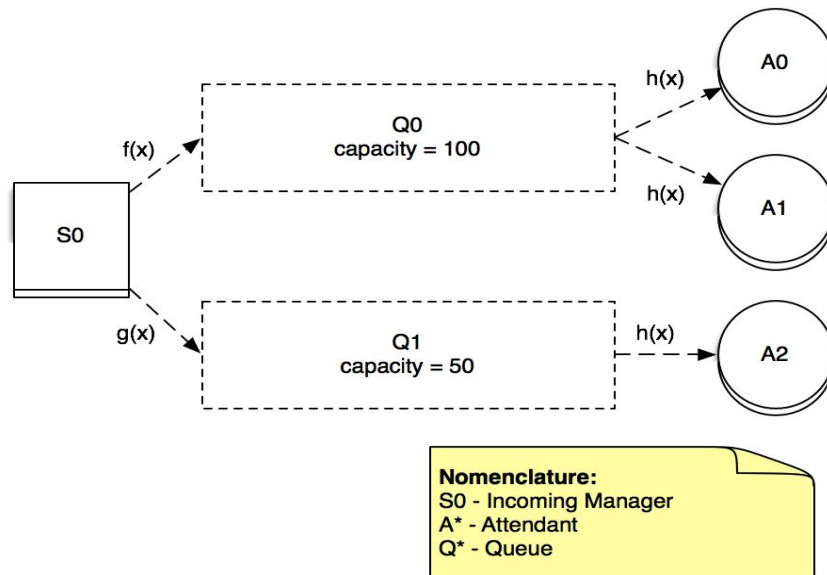 A0
h(x)
Q0
capacity = 100
f(x)
h(x)
A1
S0
g(x)
Q1
capacity = 50
h(x)
A2
Nomenclature:
S0 - Incoming Manager
A* - Attendant
Q* - Queue